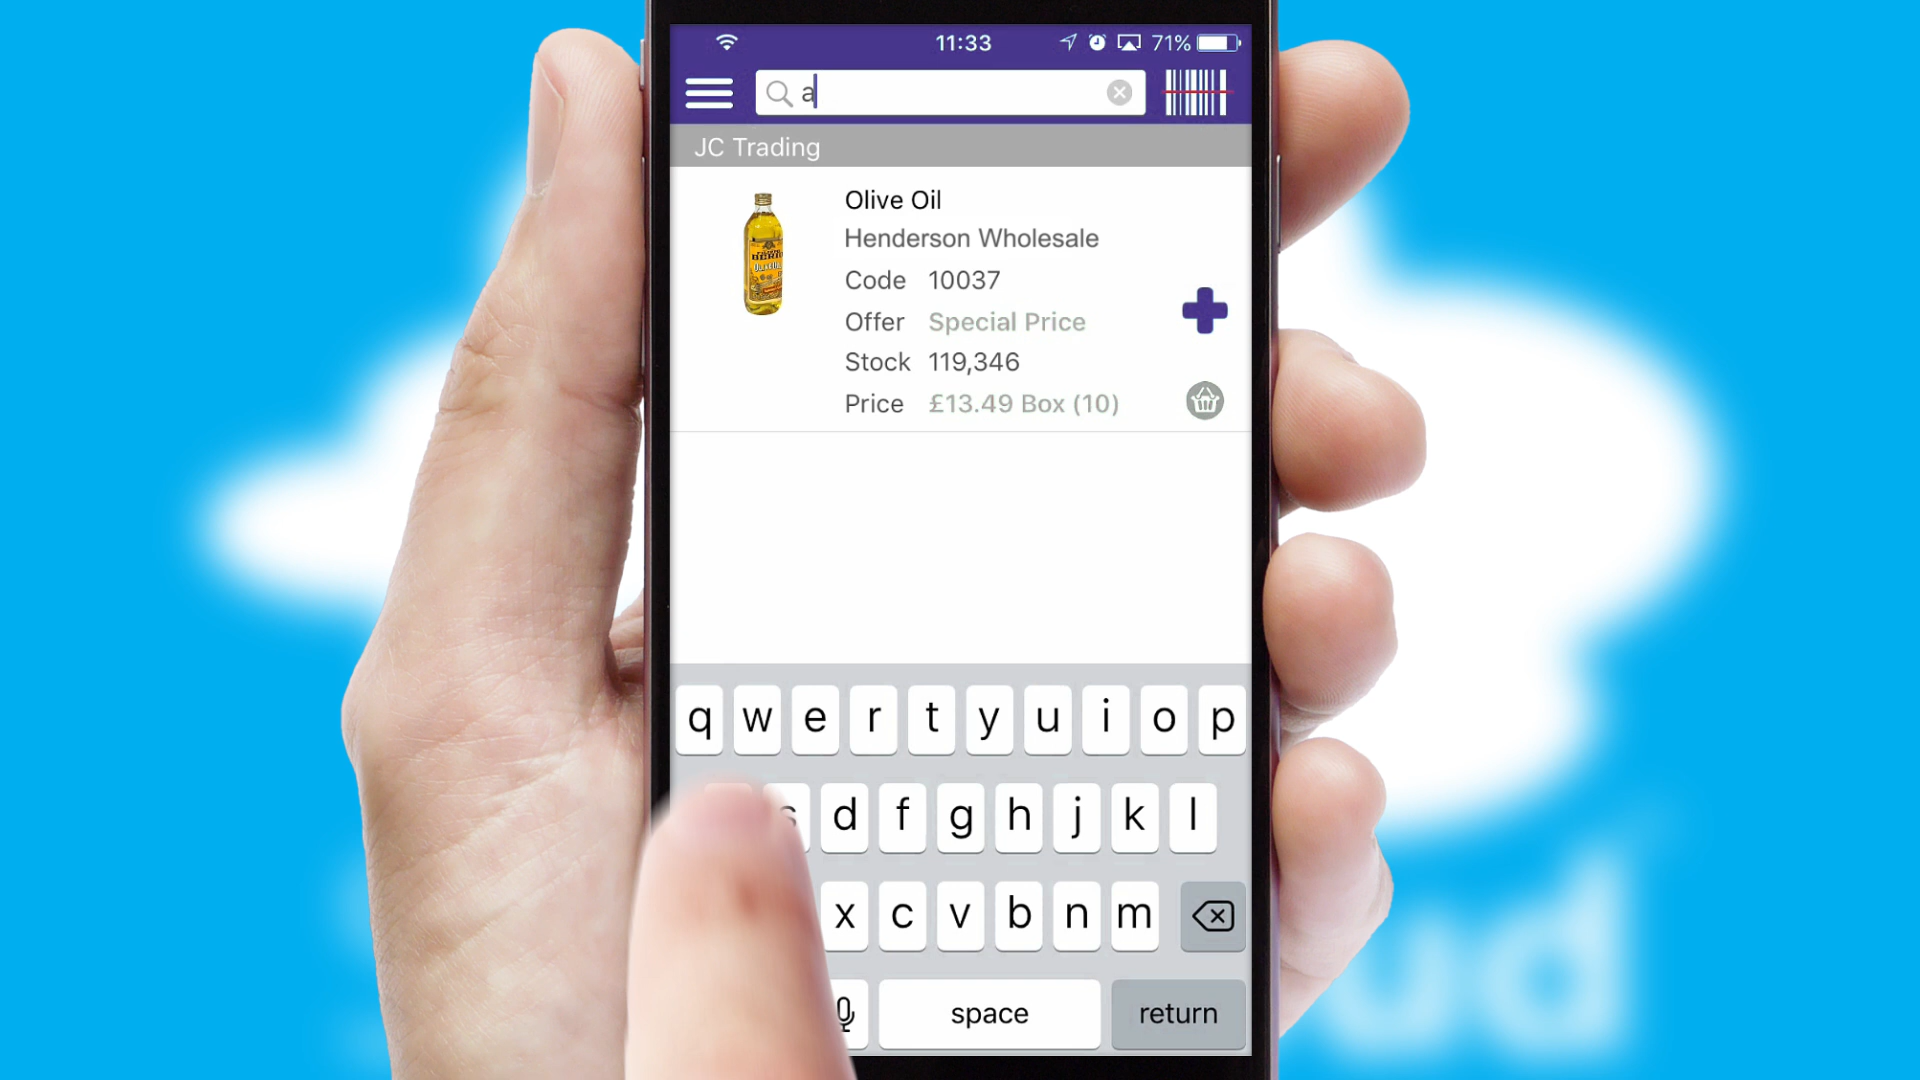 11:33
71%
a
JC Trading
Olive Oil
Henderson Wholesale
Code 10037
Offer Special Price
Stock 119,346
Price £13.49 Box (10)
q w e r t y u i o p
s d f g h j k l
x c v b n m
space return
ud